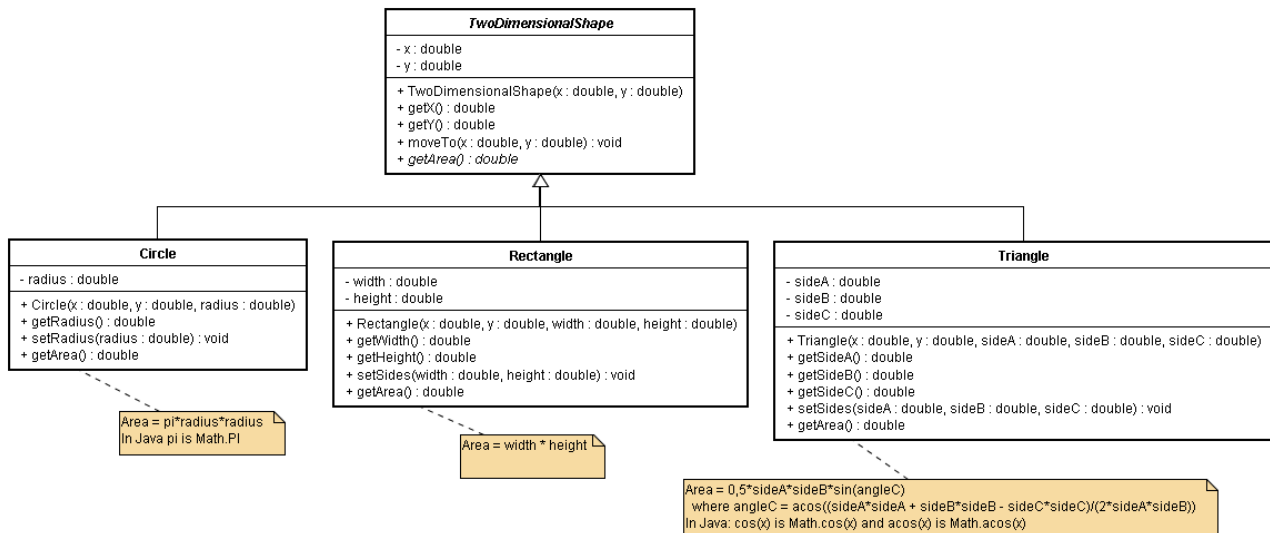 TwoDimensionalShape
- x : double
- y : double
+ TwoDimensionalShape(x : double, y : double)
+ getX() : double
+ getY() : double
+ moveTo(x : double, y : double) : void
+ getArea() : double
Circle
- radius : double
+ Circle(x : double, y : double, radius : double)
+ getRadius() : double
+ setRadius(radius : double) : void
+ getArea() : double
Area = pi*radius*radius
In Java pi is Math.PI
Rectangle
- width : double
- height : double
+ Rectangle(x : double, y : double, width : double, height : double)
+ getWidth() : double
+ getHeight() : double
+ setSides(width : double, height : double) : void
+ getArea() : double
Area = width * height
Triangle
- sideA : double
- sideB : double
- sideC : double
+ Triangle(x : double, y : double, sideA : double, sideB : double, sideC : double)
+ getSideA() : double
+ getSideB() : double
+ getSideC() : double
+ setSides(sideA : double, sideB : double, sideC : double) : void
+ getArea() : double
Area = 0,5*sideA*sideB*sin(angleC)
where angleC = acos((sideA*sideA + sideB*sideB - sideC*sideC)/(2*sideA*sideB))
In Java: cos(x) is Math.cos(x) and acos(x) is Math.acos(x)